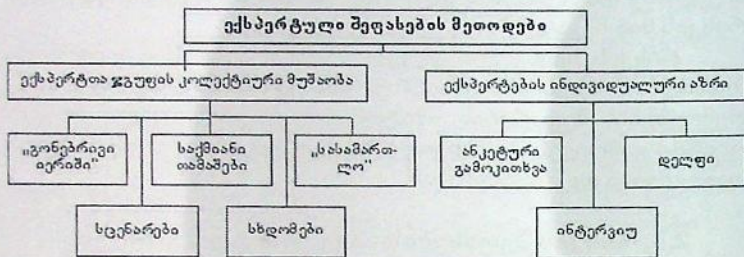 ექსპერტული შეფასების მეთოდები
ექსპერტთა ჯგუფის კოლექტიური მუშაობა
ექსპერტების ინდივიდუალური აზრი
„გონებრივი
იერიში“
საქმიანი
თამაშები
„სასამართ-
ლო“
ანკეტური
გამოკითხვა
დელფი
სცენარები
სხდომები
ინტერვიუ